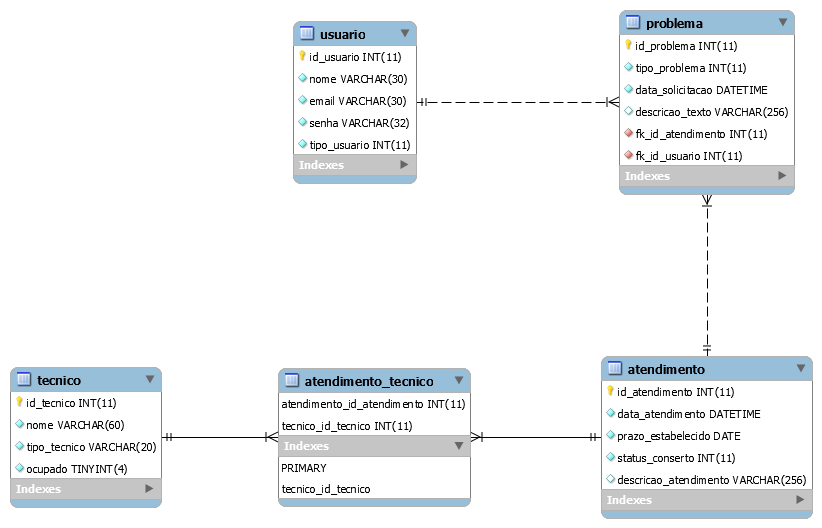 usuario
id_usuario INT(11)
nome VARCHAR(30)
email VARCHAR(30)
senha VARCHAR(32)
tipo_usuario INT(11)
Indexes
problema
id_problema INT(11)
tipo_problema INT(11)
data_solicitacao DATETIME
descricao_texto VARCHAR(256)
fk_id_atendimento INT(11)
fk_id_usuario INT(11)
Indexes
tecnico
id_tecnico INT(11)
nome VARCHAR(60)
tipo_tecnico VARCHAR(20)
ocupado TINYINT(4)
Indexes
atendimento_tecnico
atendimento_id_atendimento INT(11)
tecnico_id_tecnico INT(11)
Indexes
PRIMARY
tecnico_id_tecnico
atendimento
id_atendimento INT(11)
data_atendimento DATETIME
prazo_estabelecido DATE
status_conserto INT(11)
descricao_atendimento VARCHAR(256)
Indexes